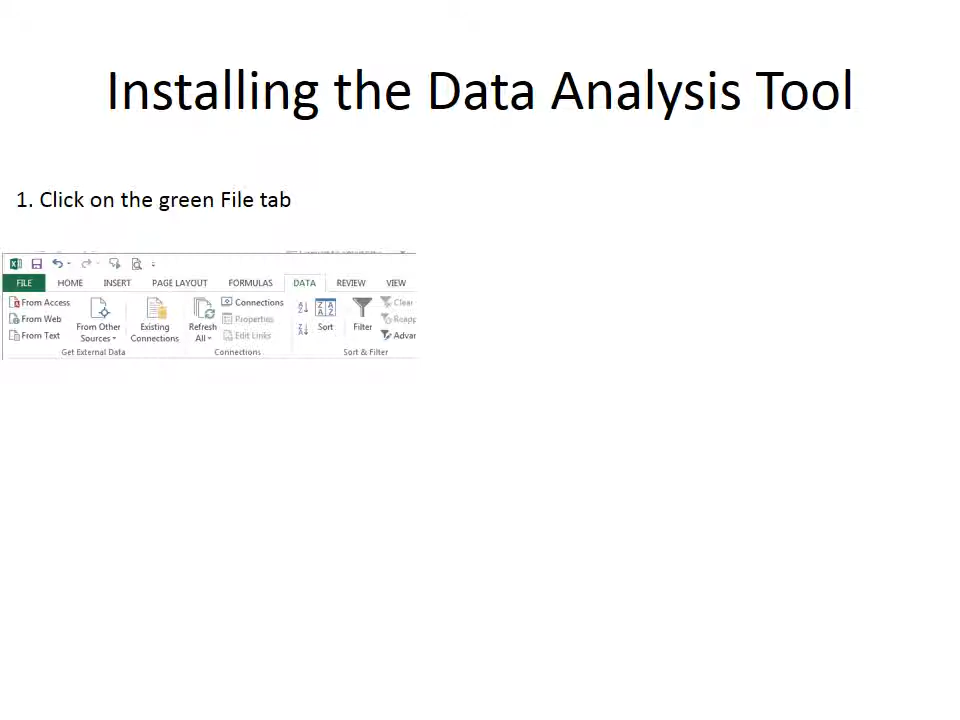 Installing the Data Analysis Tool
1. Click on the green File tab
FILE HOME INSERT PAGE LAYOUT FORMULAS DATA REVIEW VIEW
From Access
From Web
From Text
From Other
Sources
Get External Data
Existing
Connections
Refresh
All
Connections
Properties
Edit Links
Connections
Sort
Filter
Clear
Reapp
Advan
Sort & Filter